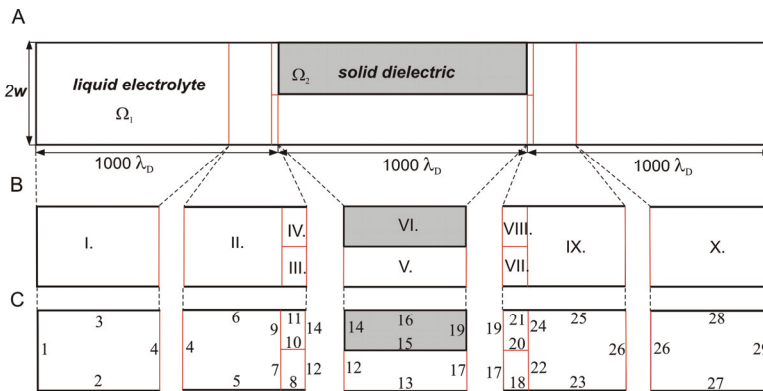 A
2w
liquid electrolyte
Ω1
Ω2
solid dielectric
1000 λD
1000 λD
1000 λD
B
I.
II.
IV.
III.
VI.
V.
VIII.
VII.
IX.
X.
C
3
6
11
16
21
25
28
1
4
4
9
10
14
14
15
19
19
20
24
26
26
29
7
12
12
17
17
22
2
5
8
13
18
23
27